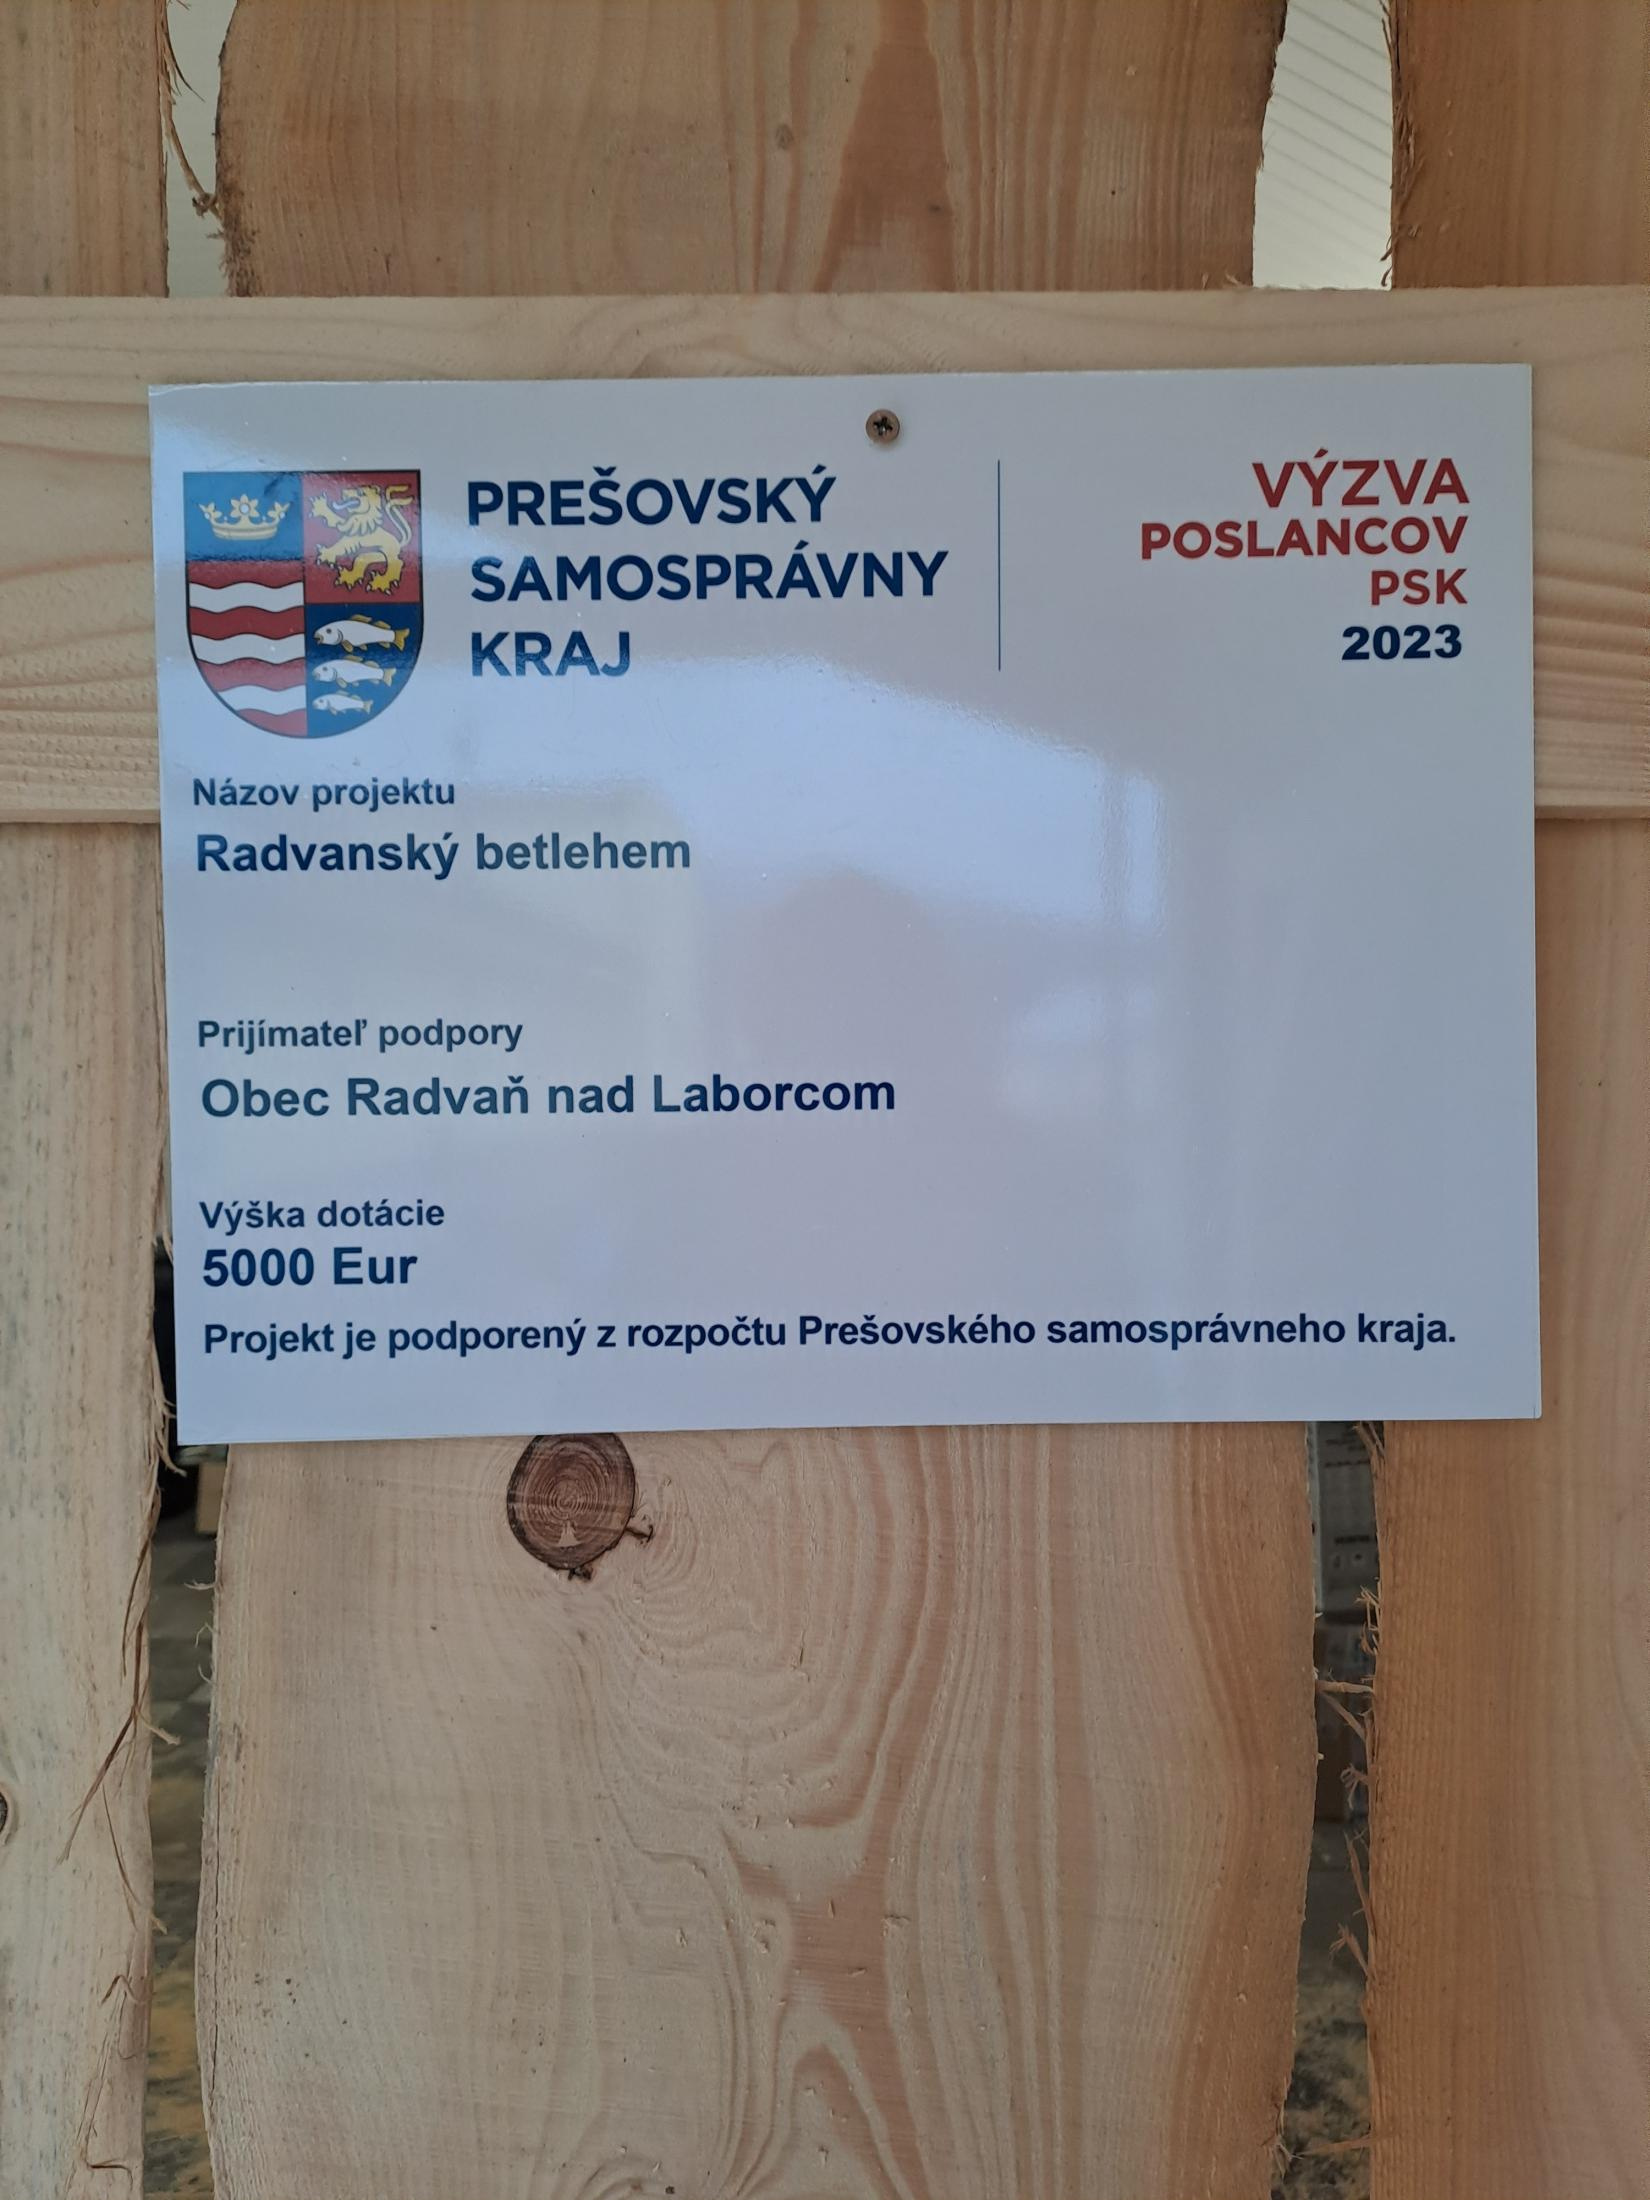 PREŠOVSKÝ
SAMOSPRÁVNY
KRAJ
VÝZVA
POSLANCOV
PSK
2023
Názov projektu
Radvanský betlehem
Prijímateľ podpory
Obec Radvaň nad Laborcom
Výška dotácie
5000 Eur
Projekt je podporený z rozpočtu Prešovského samosprávneho kraja.